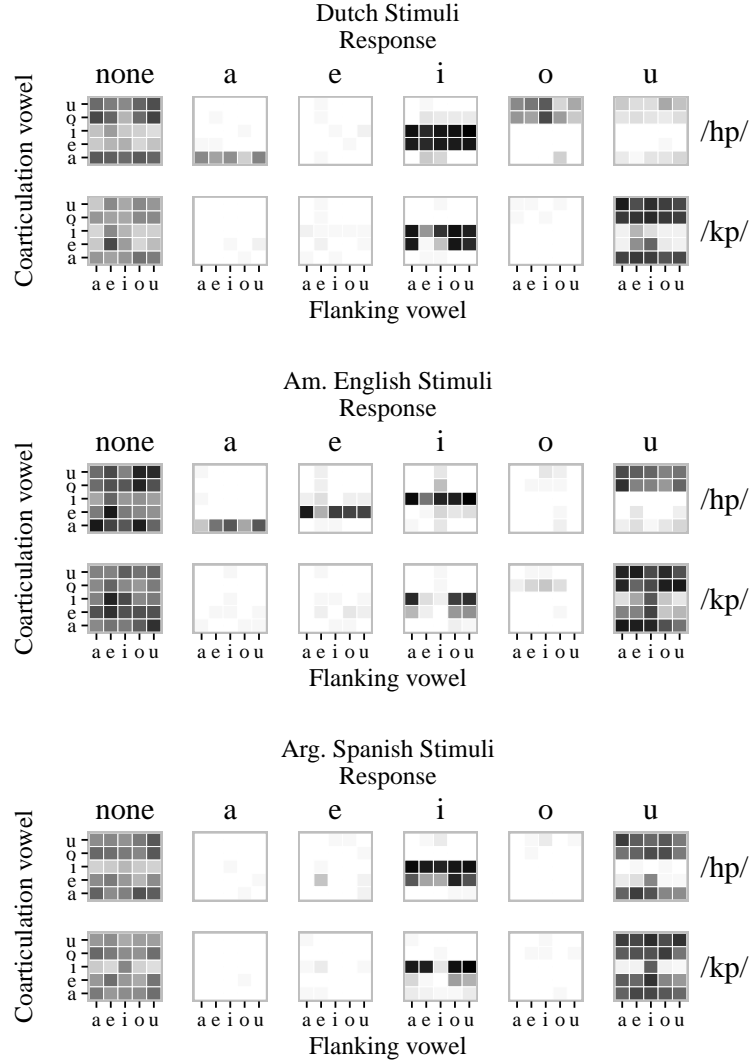 Dutch Stimuli
Response
none a e i o u
Coarticulation vowel
u
o
i
e
a
/hp/
u
o
i
e
a
/kp/
a e i o u a e i o u a e i o u a e i o u a e i o u a e i o u
Flanking vowel
Am. English Stimuli
Response
none a e i o u
Coarticulation vowel
u
o
i
e
a
/hp/
u
o
i
e
a
/kp/
a e i o u a e i o u a e i o u a e i o u a e i o u a e i o u
Flanking vowel
Arg. Spanish Stimuli
Response
none a e i o u
Coarticulation vowel
u
o
i
e
a
/hp/
u
o
i
e
a
/kp/
a e i o u a e i o u a e i o u a e i o u a e i o u a e i o u
Flanking vowel